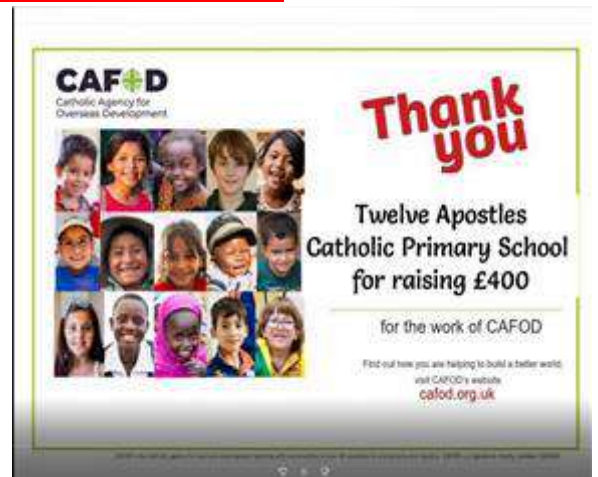 CAFOD
Catholic Agency for
Overseas Development
Thank
you
Twelve Apostles
Catholic Primary School
for raising £400
for the work of CAFOD
Find out how you are helping to build a better world
visit CAFOD's website
cafod.org.uk